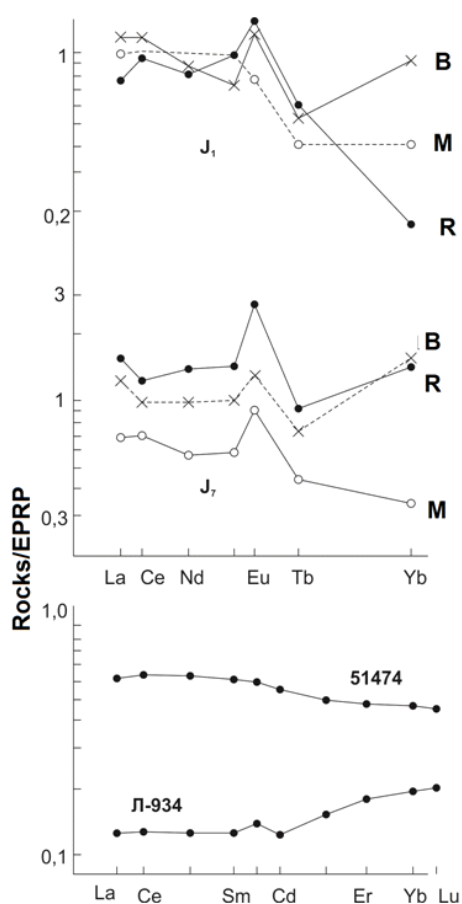 1
B
J₁
M
0,2
R
3
B
R
1
J₇
M
0,3
Rocks/EPRP
La Ce Nd Eu Tb Yb
1,0
51474
Л-934
0,1
La Ce Sm Cd Er Yb Lu